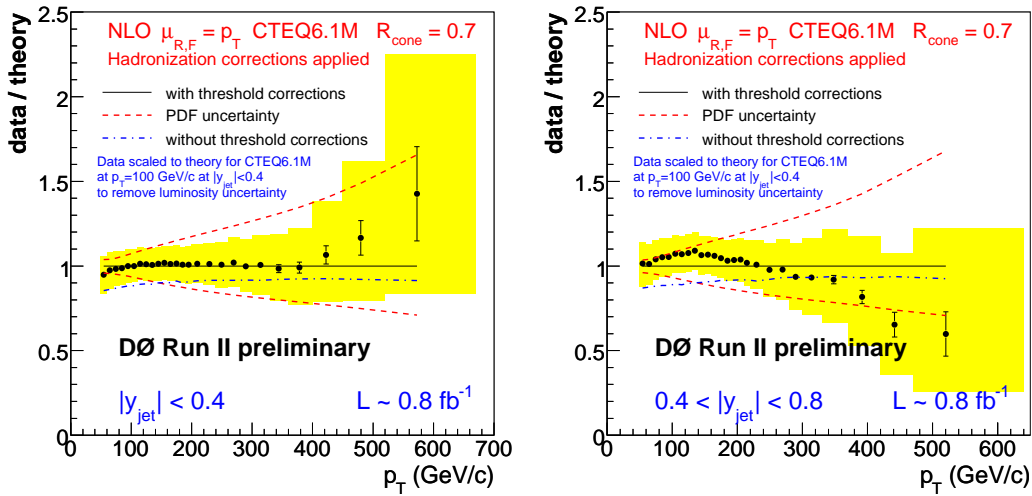 data / theory
NLO μR,F = pT CTEQ6.1M Rcone = 0.7
Hadronization corrections applied
with threshold corrections
PDF uncertainty
without threshold corrections
Data scaled to theory for CTEQ6.1M
at pT=100 GeV/c at |yjet|<0.4
to remove luminosity uncertainty
DØ Run II preliminary
|yjet| < 0.4 L ~ 0.8 fb-1
2.5
2
1.5
1
0.5
0
0 100 200 300 400 500 600 700
pT (GeV/c)
data / theory
NLO μR,F = pT CTEQ6.1M Rcone = 0.7
Hadronization corrections applied
with threshold corrections
PDF uncertainty
without threshold corrections
Data scaled to theory for CTEQ6.1M
at pT=100 GeV/c at |yjet|<0.4
to remove luminosity uncertainty
DØ Run II preliminary
0.4 < |yjet| < 0.8 L ~ 0.8 fb-1
2.5
2
1.5
1
0.5
0
0 100 200 300 400 500 600
pT (GeV/c)